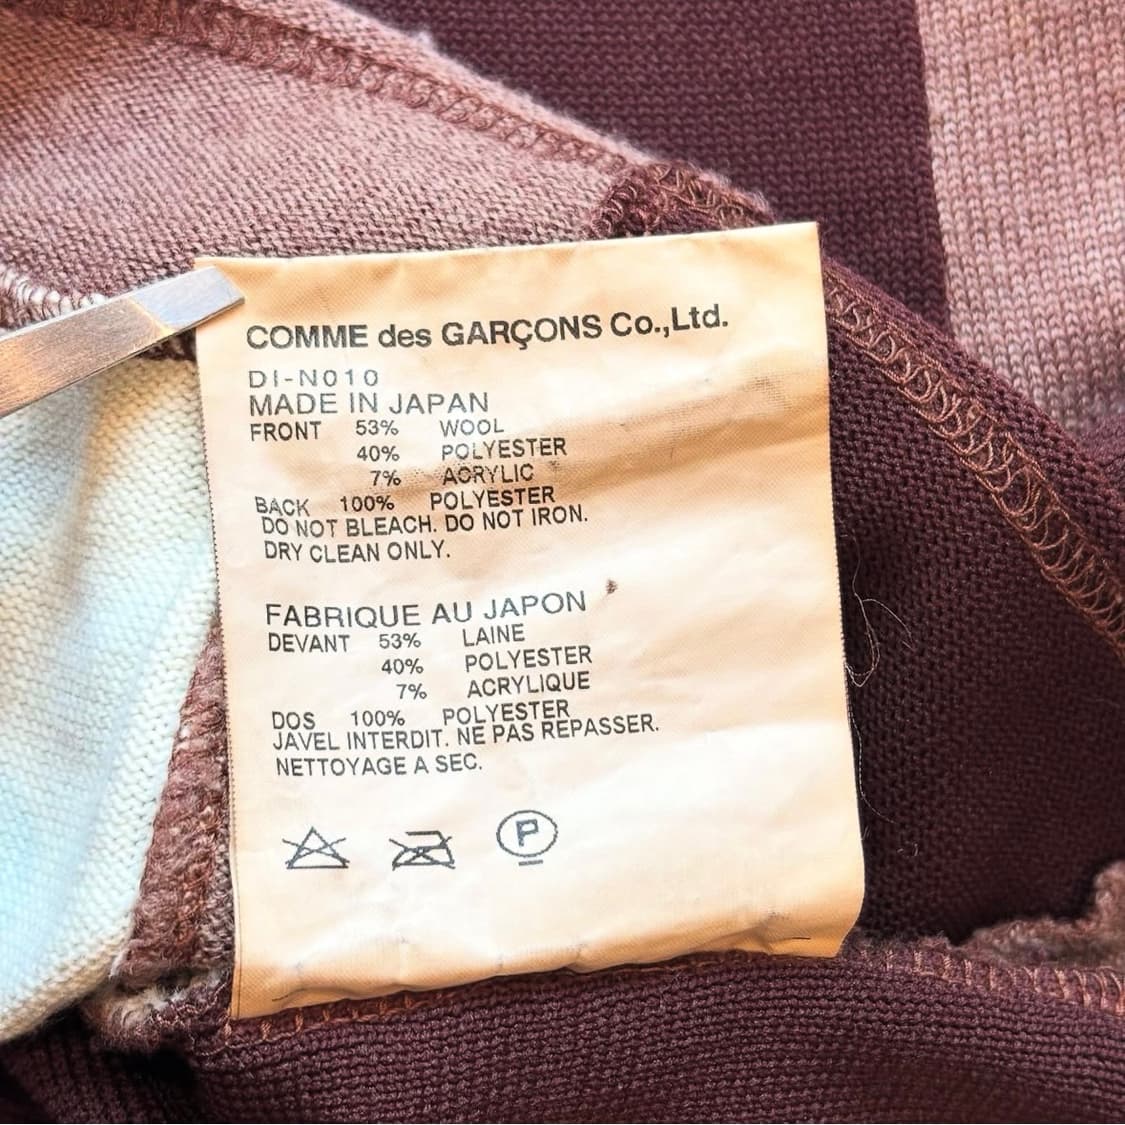 COMME des GARÇONS Co.,Ltd.
DI-N010
MADE IN JAPAN
FRONT 53% WOOL
40% POLYESTER
7% ACRYLIC
BACK 100% POLYESTER
DO NOT BLEACH. DO NOT IRON.
DRY CLEAN ONLY.
FABRIQUE AU JAPON
DEVANT 53% LAINE
40% POLYESTER
7% ACRYLIQUE
DOS 100% POLYESTER
JAVEL INTERDIT. NE PAS REPASSER.
NETTOYAGE A SEC.
P